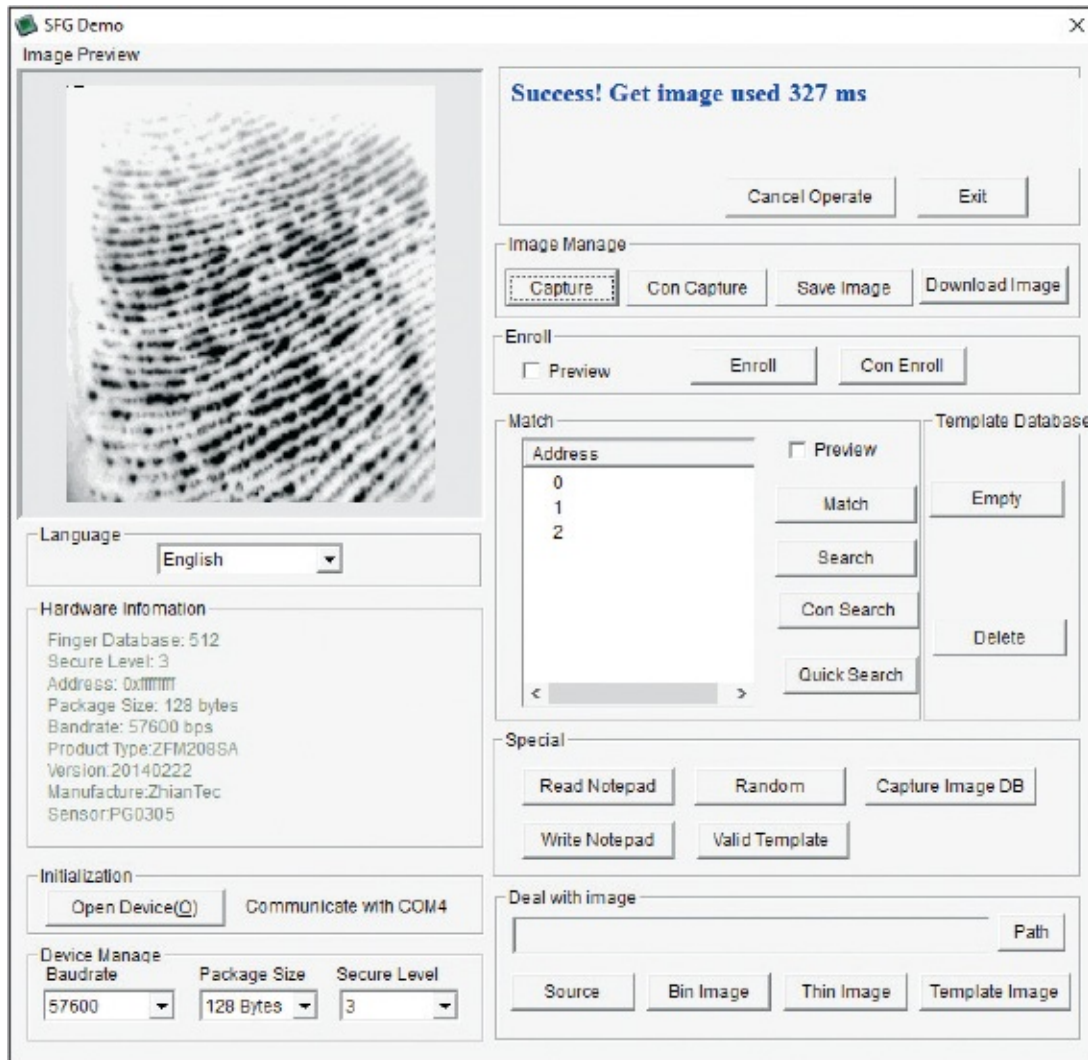 SFG Demo
Image Preview
Success! Get image used 327 ms
Cancel Operate Exit
Image Manage
Capture Con Capture Save Image Download Image
Enroll
Preview Enroll Con Enroll
Match
Address
0
1
2
Preview
Match
Search
Con Search
Quick Search
Template Database
Empty
Delete
Language
English
Hardware Infomation
Finger Database: 512
Secure Level: 3
Address: 0xffffffff
Package Size: 128 bytes
Bandrate: 57600 bps
Product Type:ZFM208SA
Version:20140222
Manufacture:ZhianTec
Sensor:PG0305
Special
Read Notepad Random Capture Image DB
Write Notepad Valid Template
Initialization
Open Device(O) Communicate with COM4
Device Manage
Baudrate Package Size Secure Level
57600 128 Bytes 3
Deal with image
Path
Source Bin Image Thin Image Template Image